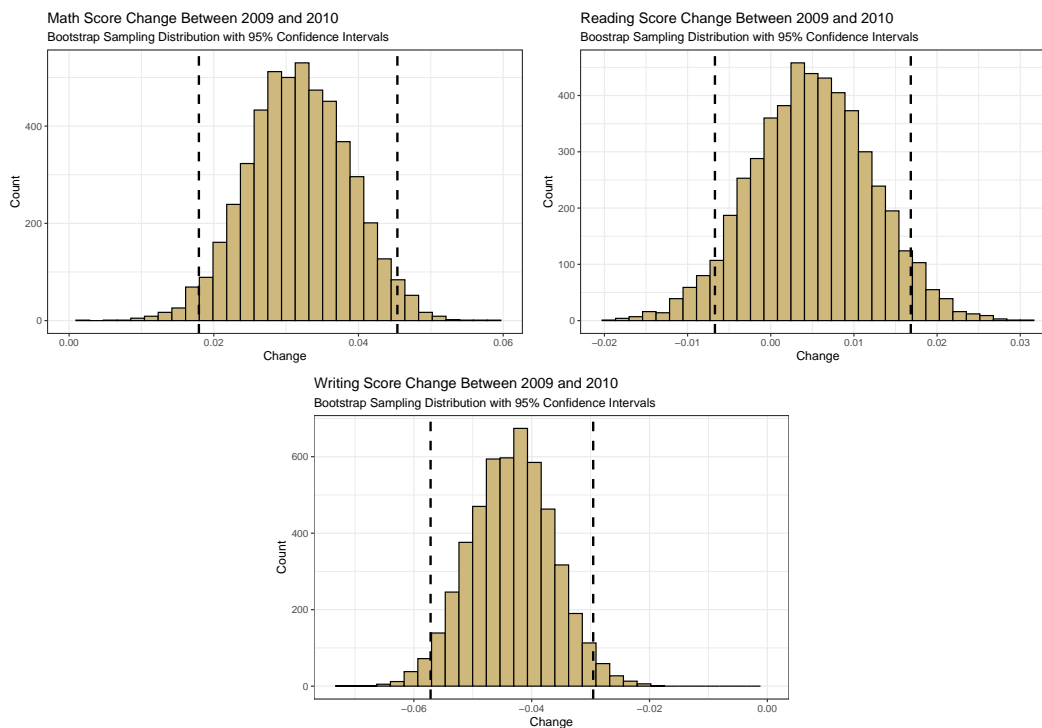 Math Score Change Between 2009 and 2010
Bootstrap Sampling Distribution with 95% Confidence Intervals
400
200
0
Count
0.00
0.02
0.04
0.06
Change
Reading Score Change Between 2009 and 2010
Boostrap Sampling Distribution with 95% Confidence Intervals
400
300
200
100
0
Count
−0.02
−0.01
0.00
0.01
0.02
0.03
Change
Writing Score Change Between 2009 and 2010
Bootstrap Sampling Distribution with 95% Confidence Intervals
600
400
200
0
Count
−0.06
−0.04
−0.02
0.00
Change